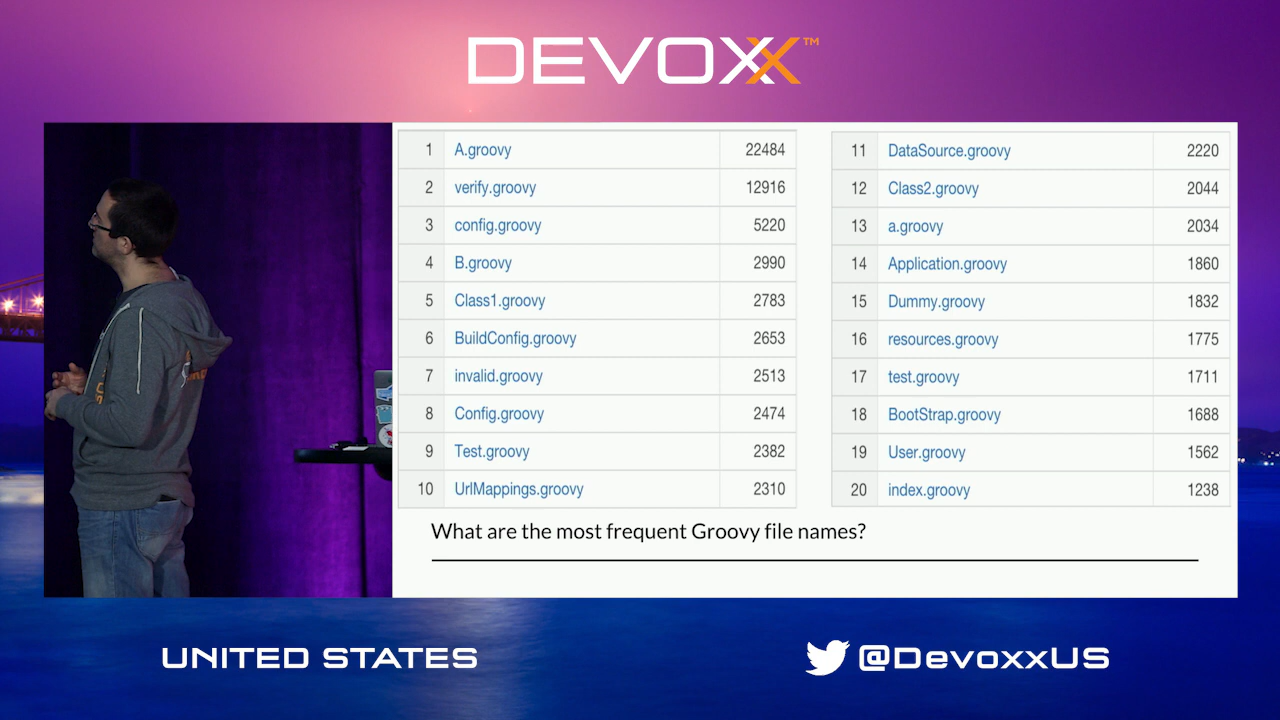 DEVOXX™
1 A.groovy 22484
2 verify.groovy 12916
3 config.groovy 5220
4 B.groovy 2990
5 Class1.groovy 2783
6 BuildConfig.groovy 2653
7 invalid.groovy 2513
8 Config.groovy 2474
9 Test.groovy 2382
10 UrlMappings.groovy 2310
11 DataSource.groovy 2220
12 Class2.groovy 2044
13 a.groovy 2034
14 Application.groovy 1860
15 Dummy.groovy 1832
16 resources.groovy 1775
17 test.groovy 1711
18 BootStrap.groovy 1688
19 User.groovy 1562
20 index.groovy 1238
What are the most frequent Groovy file names?
UNITED STATES
@DevoxxUS